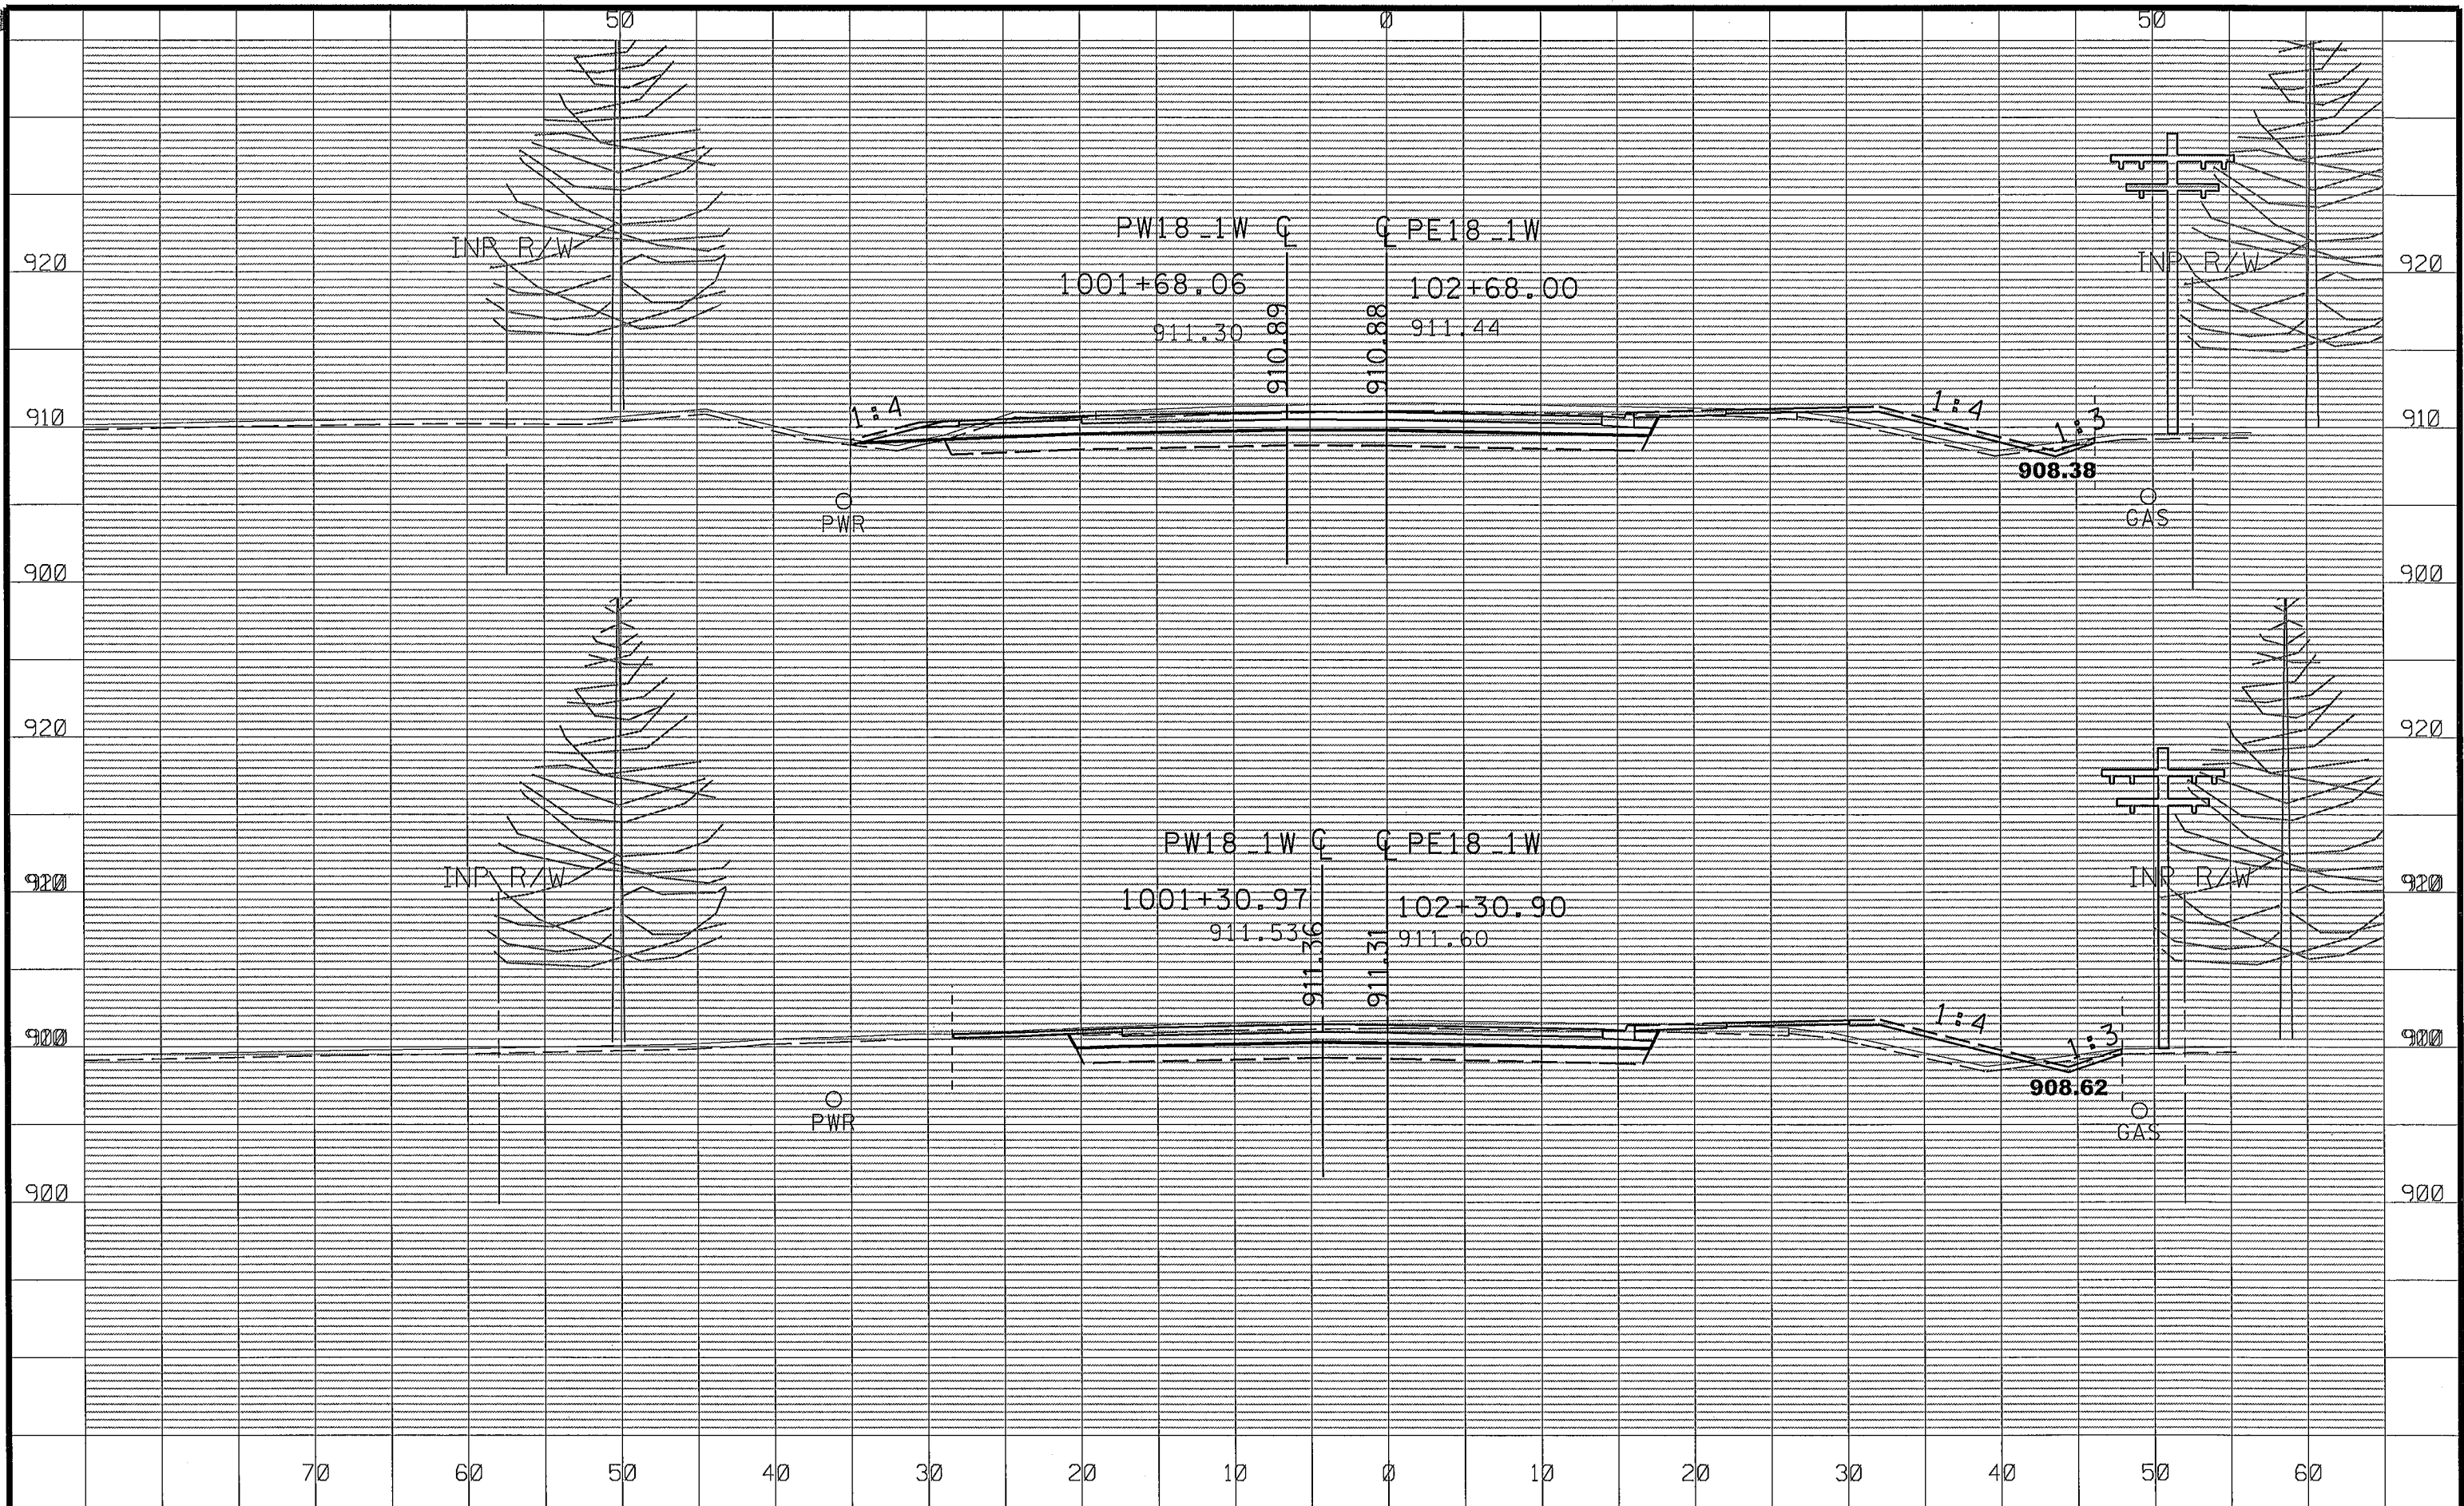 50 0 50
PW18_1W ℄ ℄ PE18_1W
INP R/W
INP R/W
920 920
1001+68.06 102+68.00
911.30 910.89 910.88 911.44
1:4 1:4
910 910
1:3
908.38
PWR GAS
900 900
920 920
PW18_1W ℄ ℄ PE18_1W
INP R/W
INP R/W
1001+30.97 102+30.90
911.53 911.36 911.31 911.60
1:4
1:3
908.62
PWR GAS
900 900
70 60 50 40 30 20 10 0 10 20 30 40 50 60